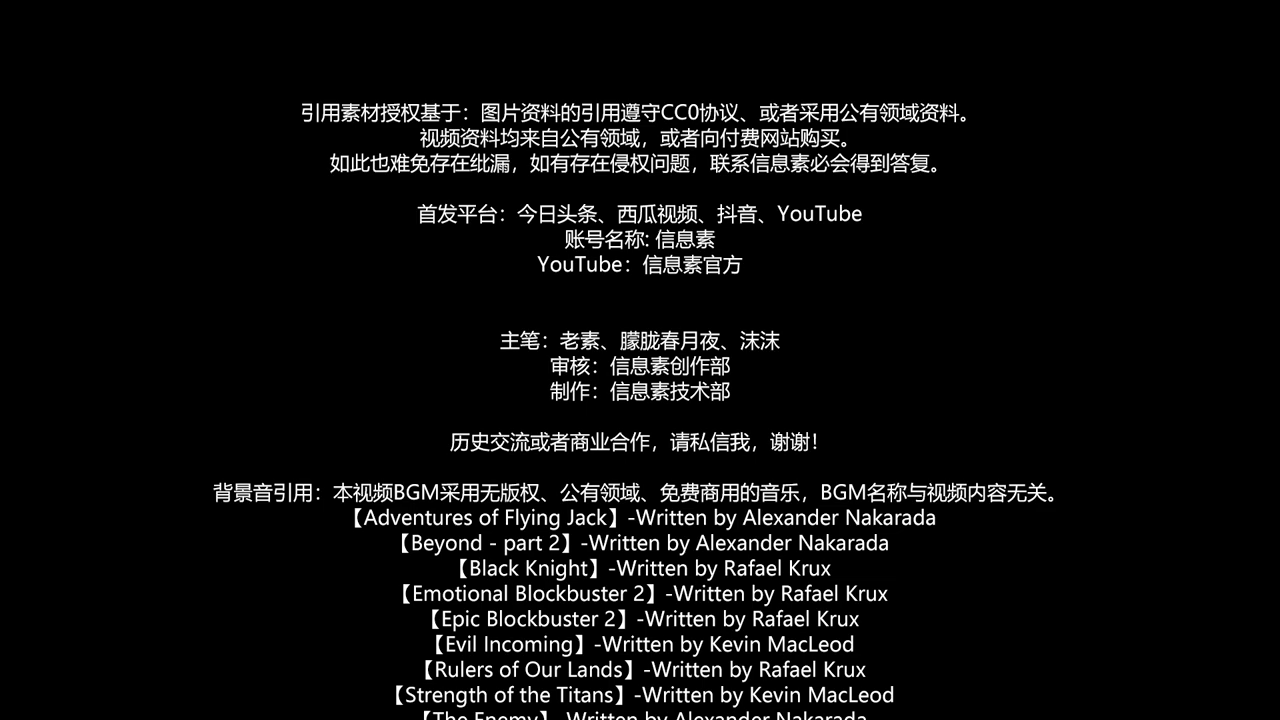 引用素材授权基于：图片资料的引用遵守CC0协议、或者采用公有领域资料。
视频资料均来自公有领域，或者向付费网站购买。
如此也难免存在纰漏，如有存在侵权问题，联系信息素必会得到答复。
首发平台：今日头条、西瓜视频、抖音、YouTube
账号名称: 信息素
YouTube：信息素官方
主笔：老素、朦胧春月夜、沫沫
审核：信息素创作部
制作：信息素技术部
历史交流或者商业合作，请私信我，谢谢！
背景音引用：本视频BGM采用无版权、公有领域、免费商用的音乐，BGM名称与视频内容无关。
【Adventures of Flying Jack】-Written by Alexander Nakarada
【Beyond - part 2】-Written by Alexander Nakarada
【Black Knight】-Written by Rafael Krux
【Emotional Blockbuster 2】-Written by Rafael Krux
【Epic Blockbuster 2】-Written by Rafael Krux
【Evil Incoming】-Written by Kevin MacLeod
【Rulers of Our Lands】-Written by Rafael Krux
【Strength of the Titans】-Written by Kevin MacLeod
【The Enemy】-Written by Alexander Nakarada